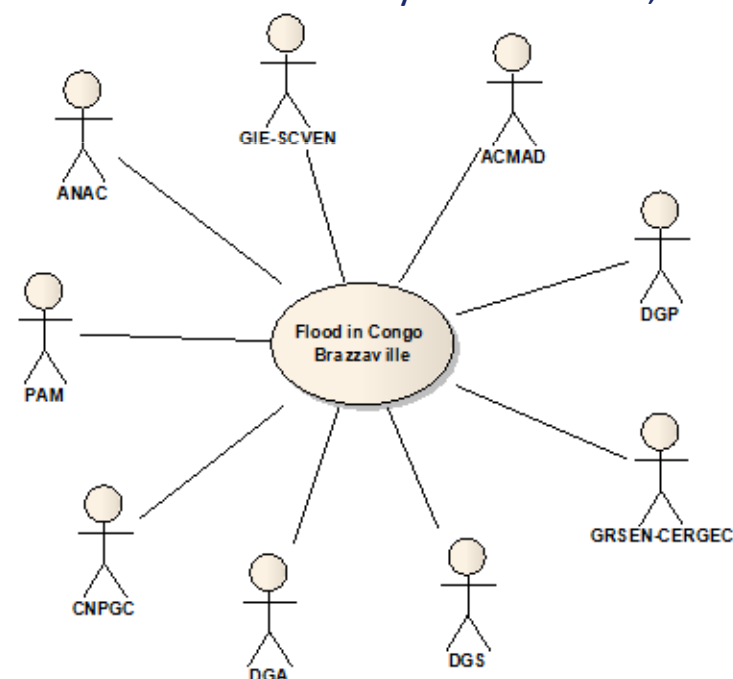 GIE-SCVEN
ACMAD
ANAC
DGP
Flood in Congo
Brazzaville
PAM
GRSEN-CERGEC
CNPGC
DGS
DGA